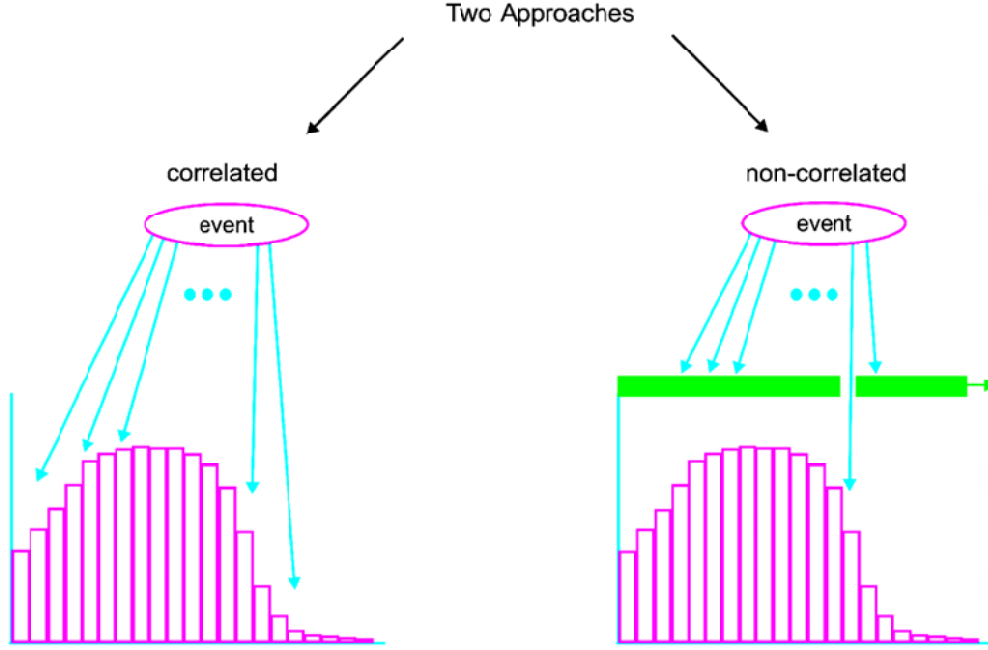 Two Approaches
correlated
non-correlated
event
event